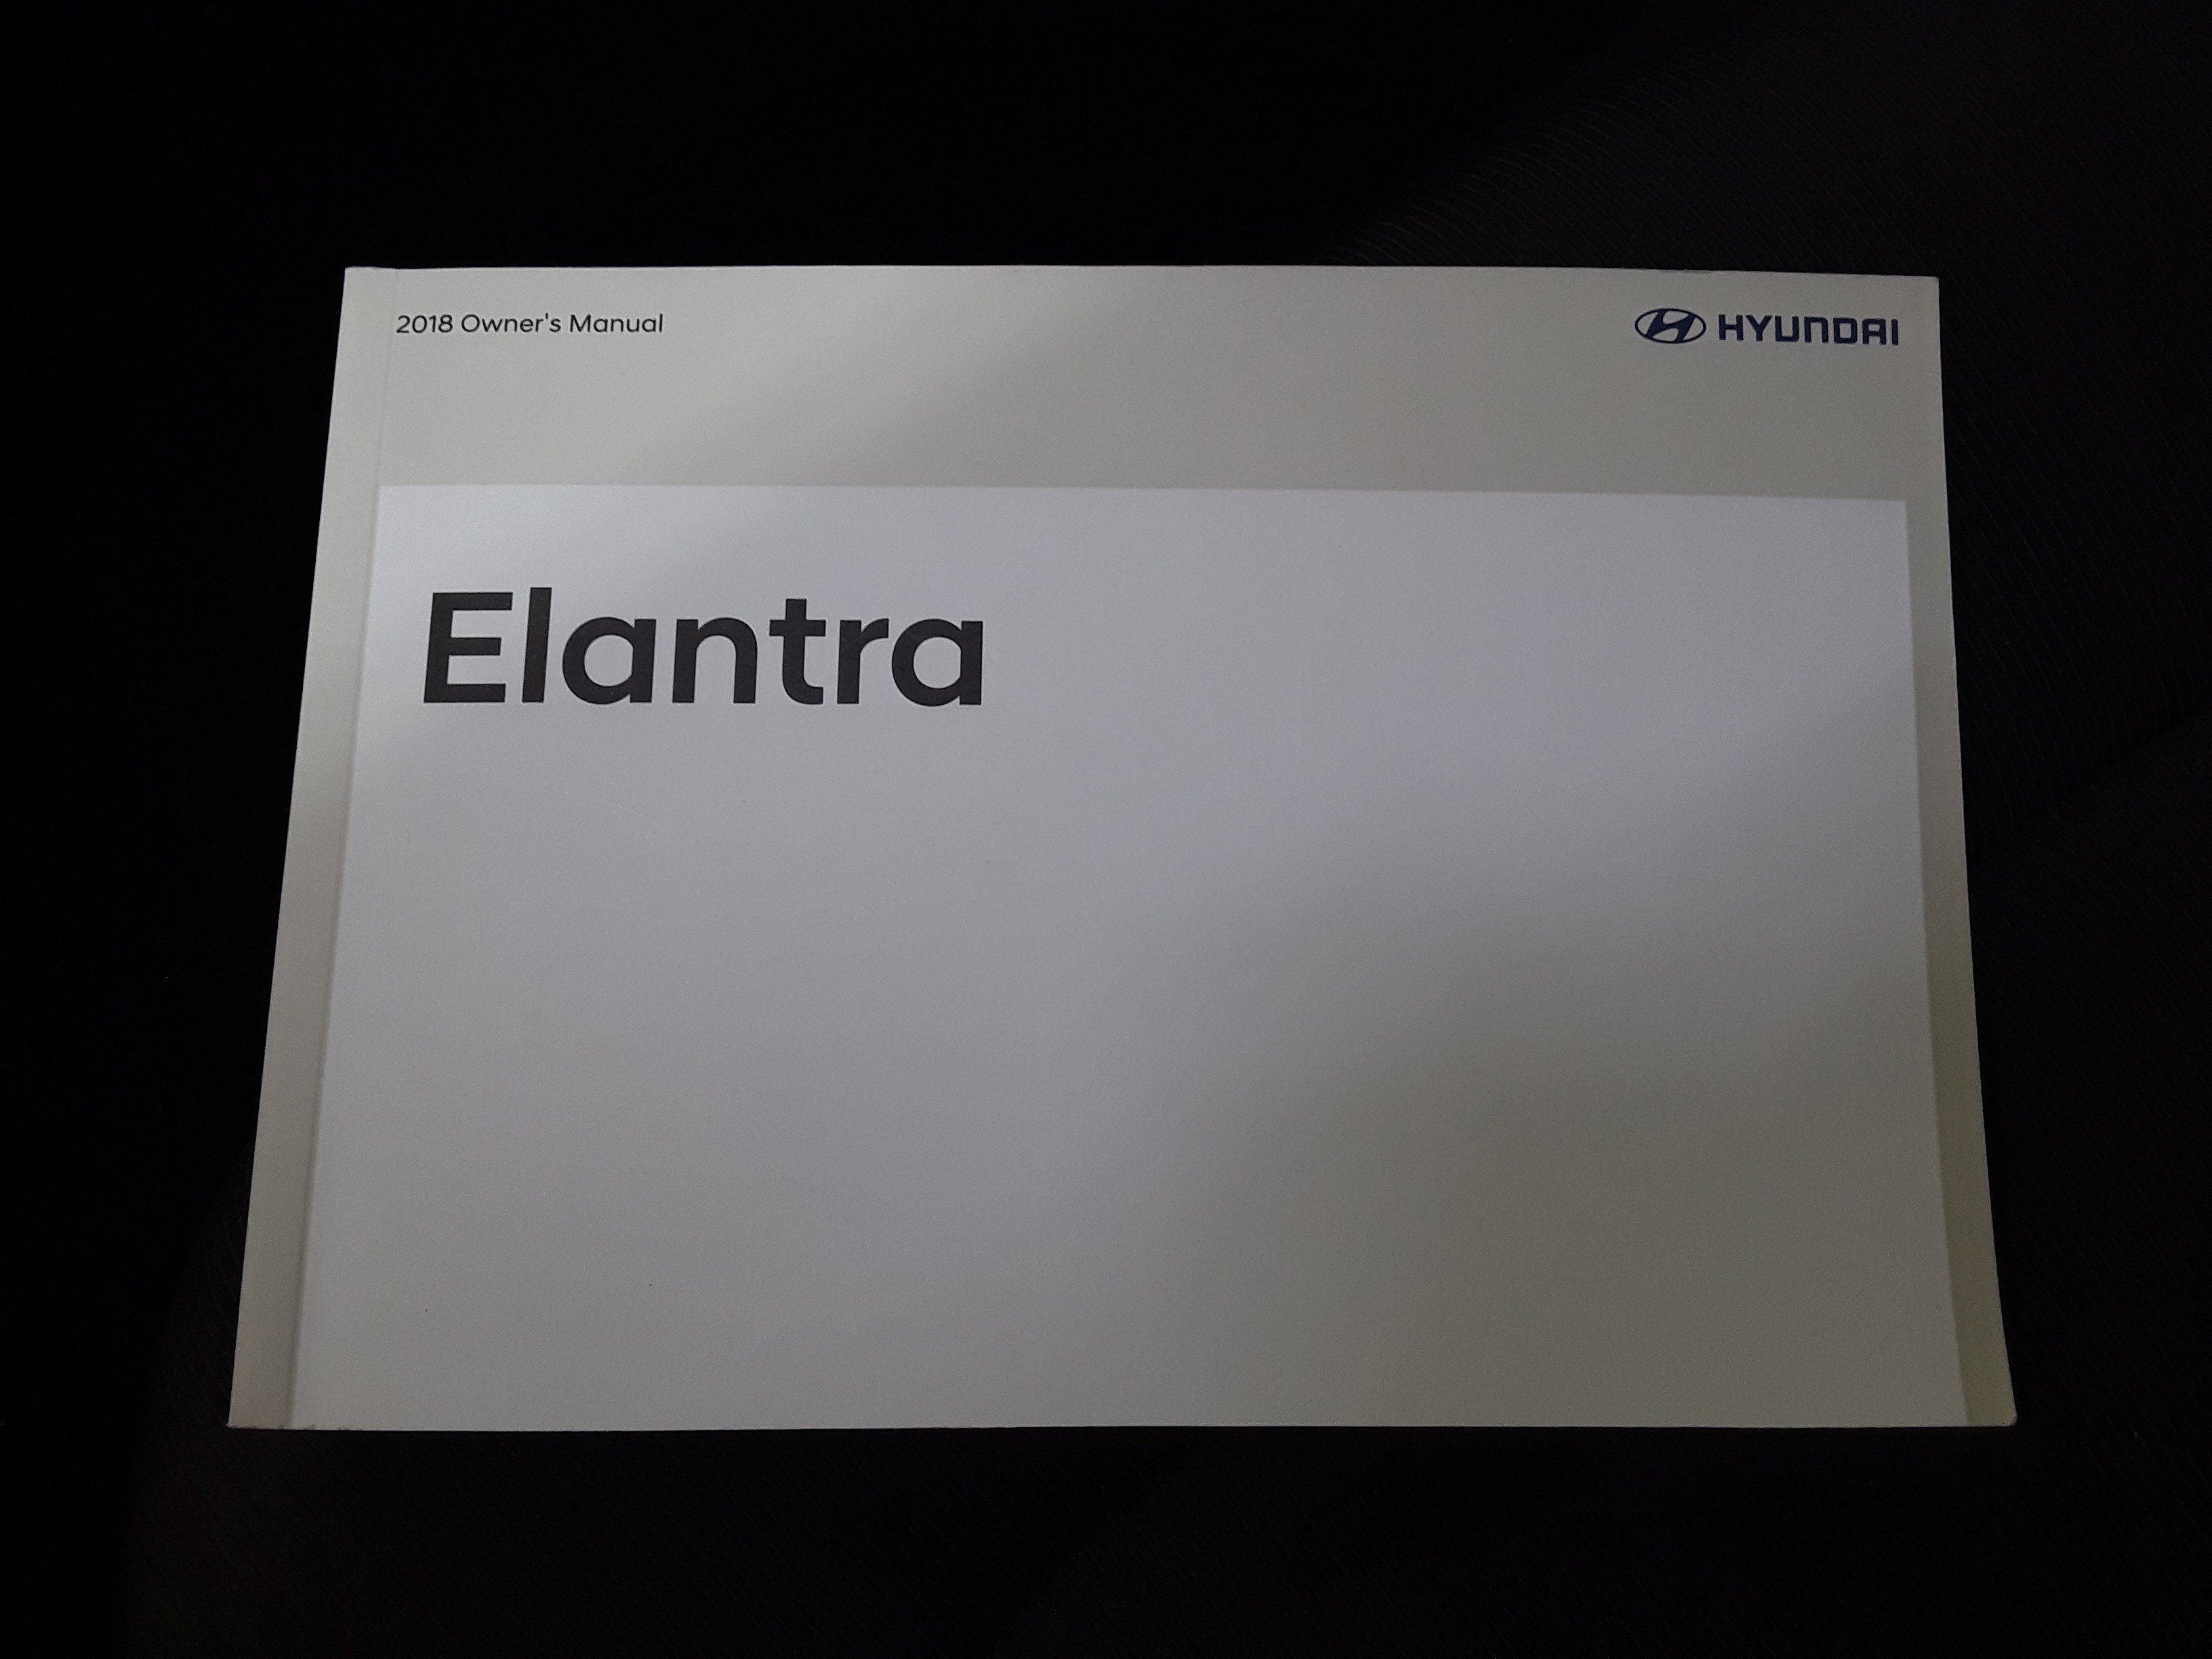 2018 Owner's Manual
HYUNDAI
Elantra